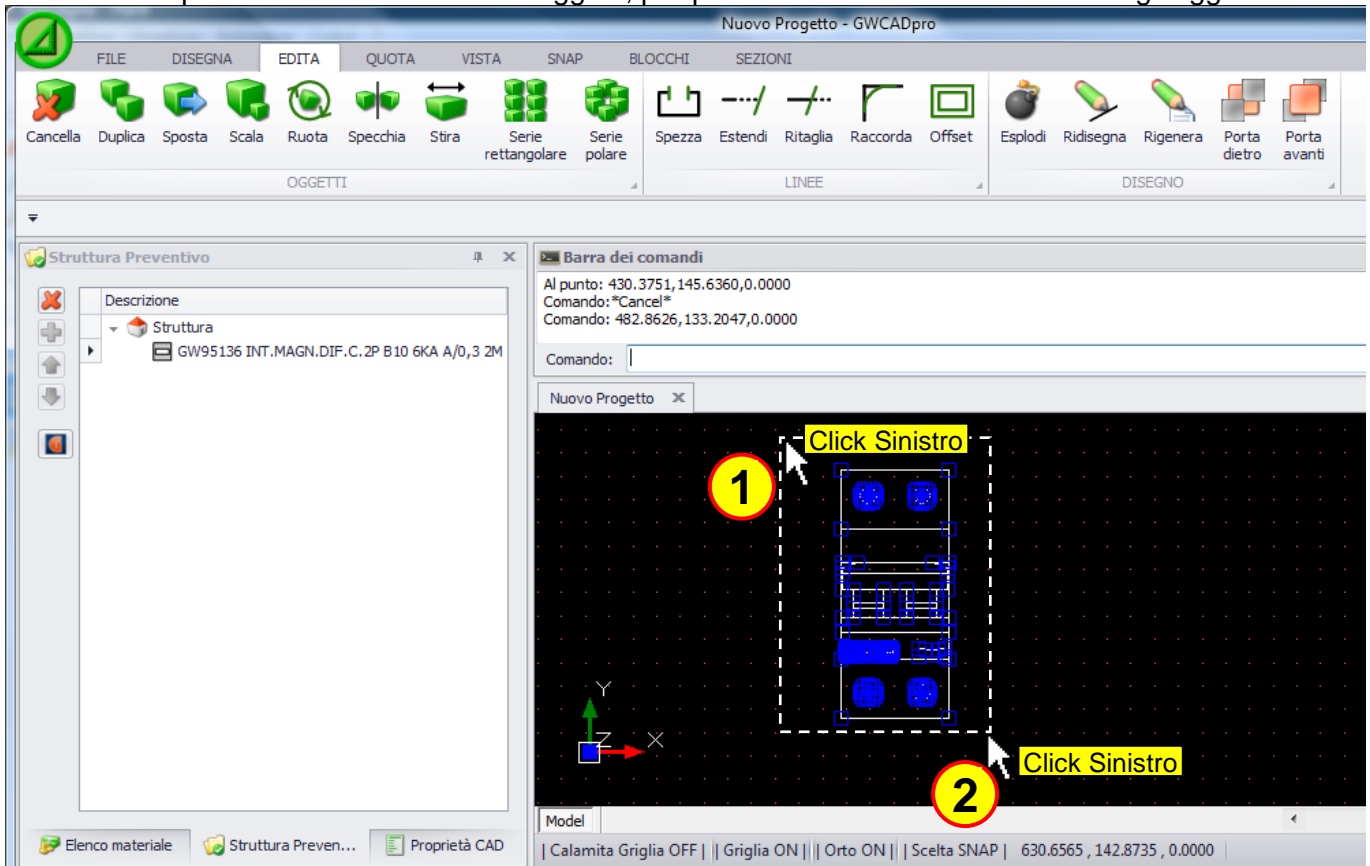 Nuovo Progetto - GWCADpro
FILE DISEGNA EDITA QUOTA VISTA SNAP BLOCCHI SEZIONI
Cancella Duplica Sposta Scala Ruota Specchia Stira Serie rettangolare Serie polare Spezza Estendi Ritaglia Raccorda Offset Esplodi Ridisegna Rigenera Porta dietro Porta avanti
OGGETTI LINEE DISEGNO
Struttura Preventivo
Descrizione
Struttura
GW95136 INT.MAGN.DIF.C.2P B10 6KA A/0,3 2M
Barra dei comandi
Al punto: 430.3751,145.6360,0.0000
Comando:*Cancel*
Comando: 482.8626,133.2047,0.0000
Comando:
Nuovo Progetto
Click Sinistro
1
Y
Z X
Click Sinistro
2
Model
Elenco materiale Struttura Preven... Proprietà CAD
| Calamita Griglia OFF | | Griglia ON | | Orto ON | | Scelta SNAP | 630.6565 , 142.8735 , 0.0000